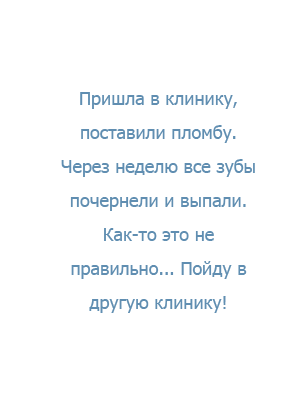 Пришла в клинику,
поставили пломбу.
Через неделю все зубы
почернели и выпали.
Как-то это не
правильно... Пойду в
другую клинику!